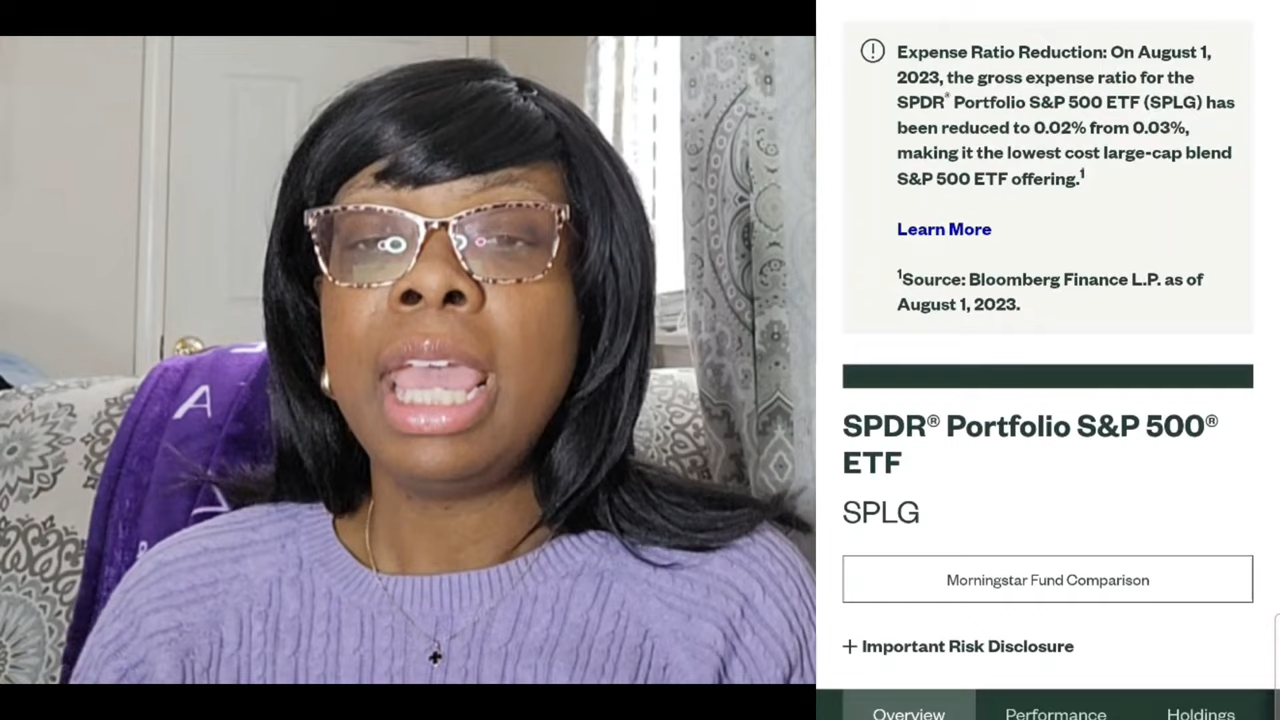 Expense Ratio Reduction: On August 1,
2023, the gross expense ratio for the
SPDR® Portfolio S&P 500 ETF (SPLG) has
been reduced to 0.02% from 0.03%,
making it the lowest cost large-cap blend
S&P 500 ETF offering.1
Learn More
1Source: Bloomberg Finance L.P. as of
August 1, 2023.
SPDR® Portfolio S&P 500®
ETF
SPLG
Morningstar Fund Comparison
+ Important Risk Disclosure
Overview Performance Holdings
A